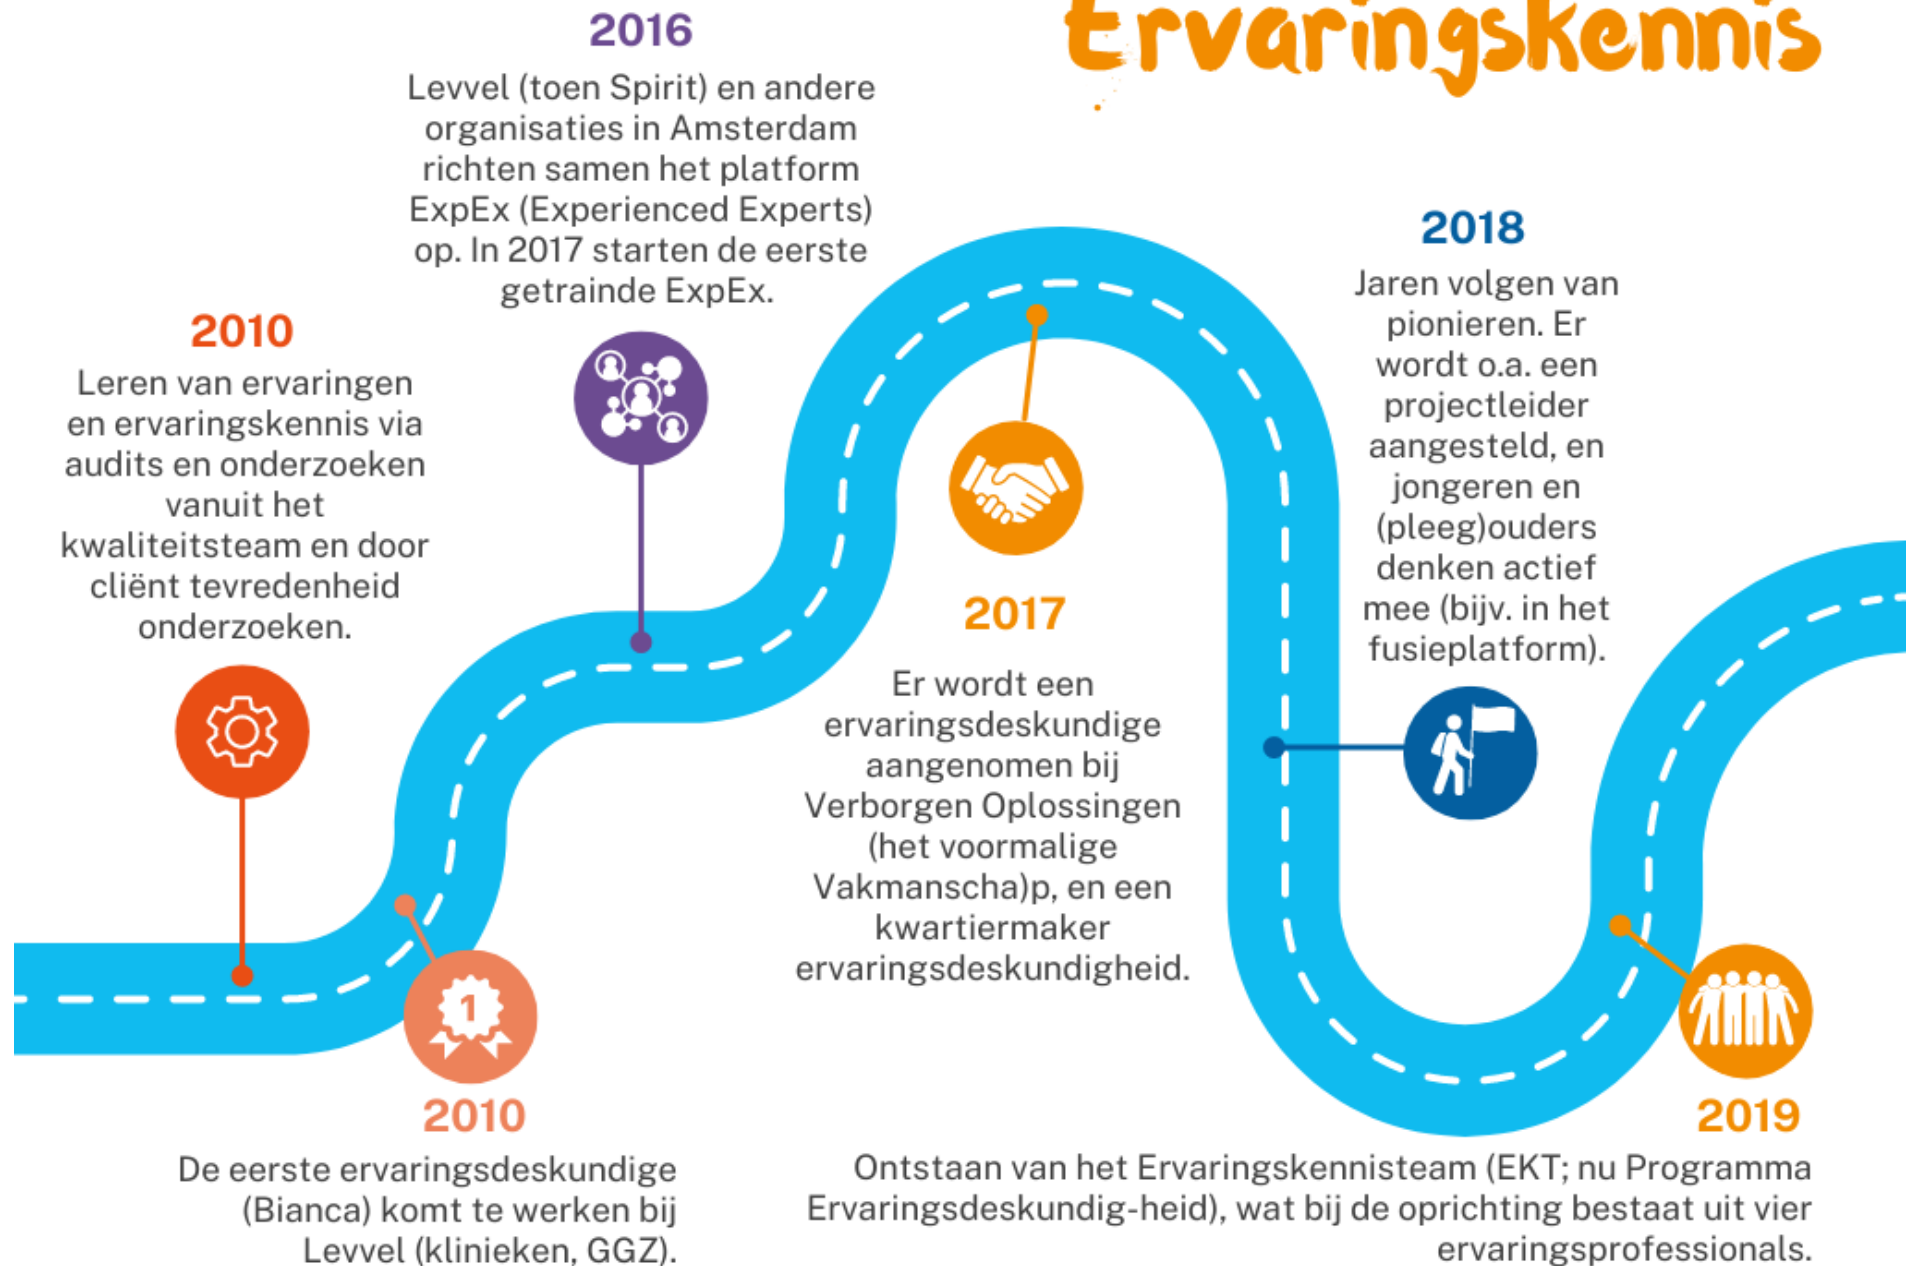 Ervaringskennis
2010
Leren van ervaringen
en ervaringskennis via
audits en onderzoeken
vanuit het
kwaliteitsteam en door
cliënt tevredenheid
onderzoeken.
1
2010
De eerste ervaringsdeskundige
(Bianca) komt te werken bij
Levvel (klinieken, GGZ).
2016
Levvel (toen Spirit) en andere
organisaties in Amsterdam
richten samen het platform
ExpEx (Experienced Experts)
op. In 2017 starten de eerste
getrainde ExpEx.
2017
Er wordt een
ervaringsdeskundige
aangenomen bij
Verborgen Oplossingen
(het voormalige
Vakmanscha)p, en een
kwartiermaker
ervaringsdeskundigheid.
2018
Jaren volgen van
pionieren. Er
wordt o.a. een
projectleider
aangesteld, en
jongeren en
(pleeg)ouders
denken actief
mee (bijv. in het
fusieplatform).
2019
Ontstaan van het Ervaringskennisteam (EKT; nu Programma
Ervaringsdeskundig-heid), wat bij de oprichting bestaat uit vier
ervaringsprofessionals.